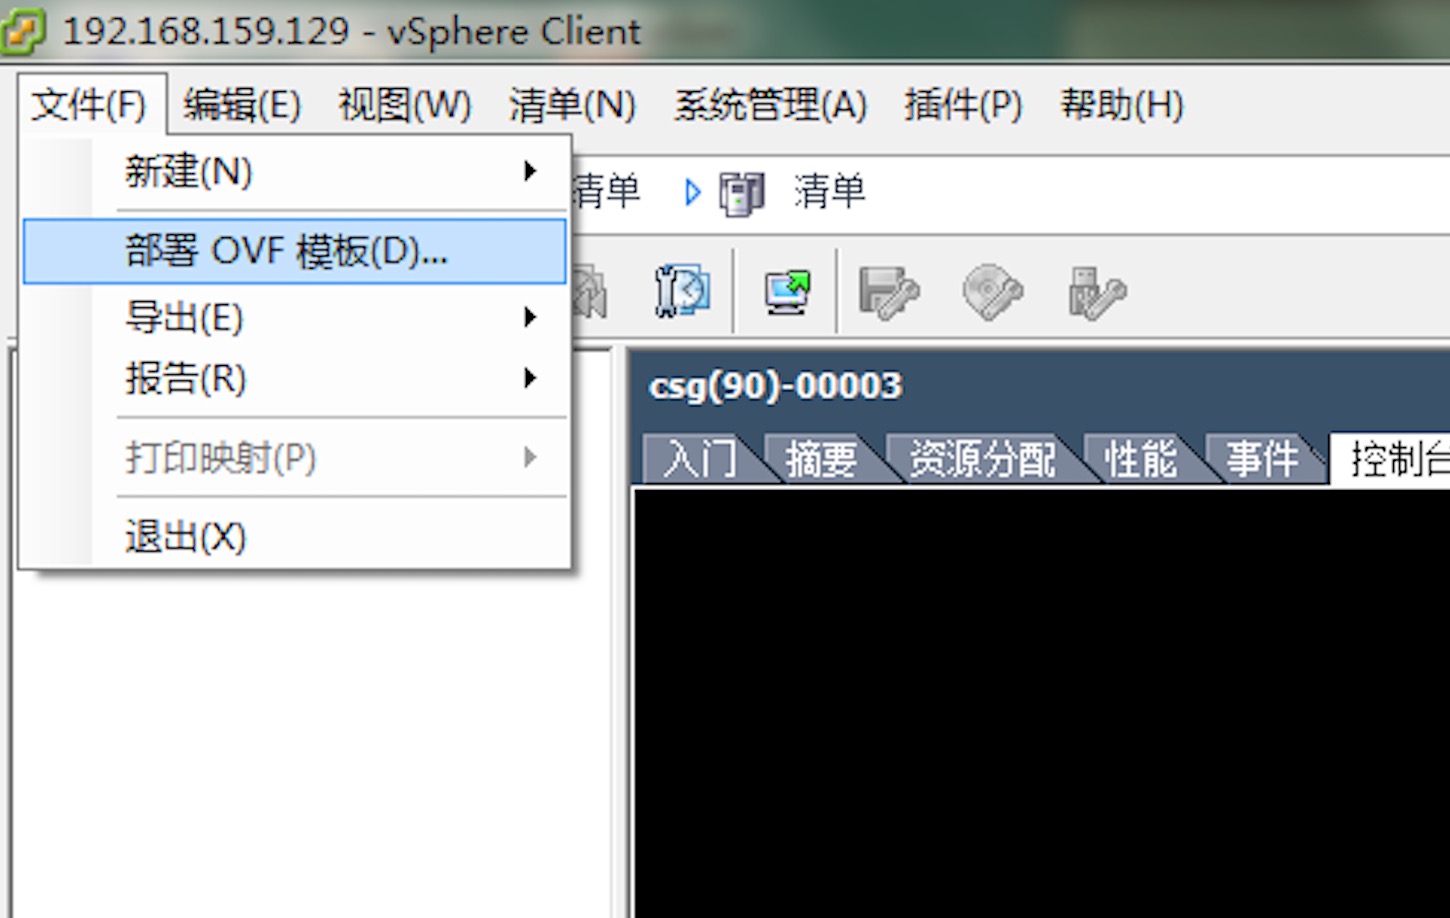 192.168.159.129 - vSphere Client
文件(F) 编辑(E) 视图(W) 清单(N) 系统管理(A) 插件(P) 帮助(H)
新建(N)
清单 清单
部署 OVF 模板(D)...
导出(E)
报告(R)
csg(90)-00003
打印映射(P)
入门 摘要 资源分配 性能 事件 控制台
退出(X)